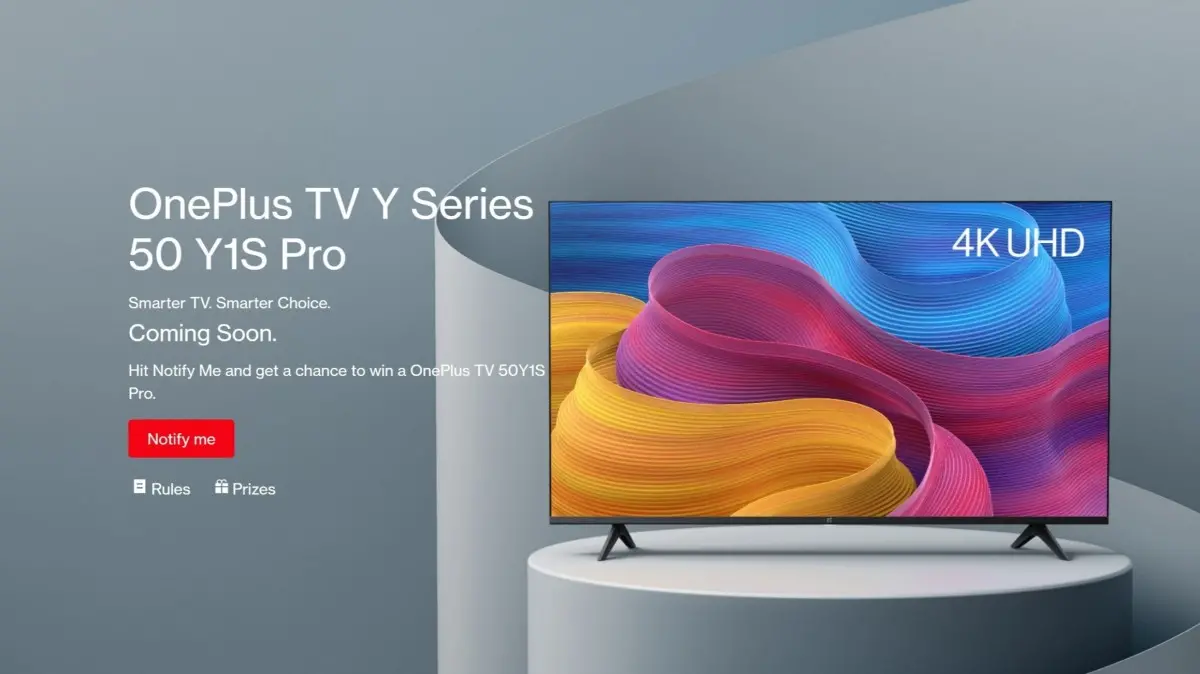 OnePlus TV Y Series
50 Y1S Pro
Smarter TV. Smarter Choice.
Coming Soon.
Hit Notify Me and get a chance to win a OnePlus TV 50Y1S
Pro.
Notify me
Rules Prizes
4K UHD